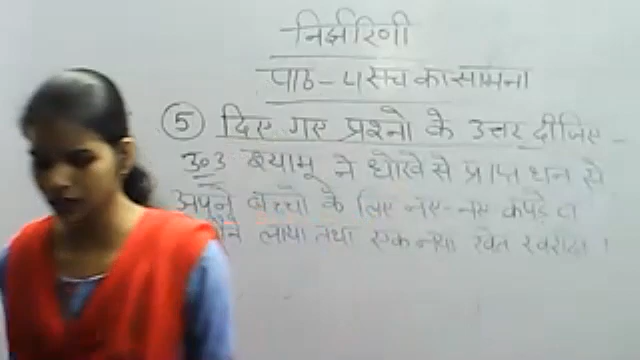 निर्झरिणी
पाठ - 4 सच का सामना
5 दिए गए प्रश्नो के उत्तर दीजिए -
उ०3 श्यामू ने धोखे से प्राप्त धन से
अपने बच्चों के लिए नए-नए कपड़े व
लाया तथा एक नया खेत खरीदा ।